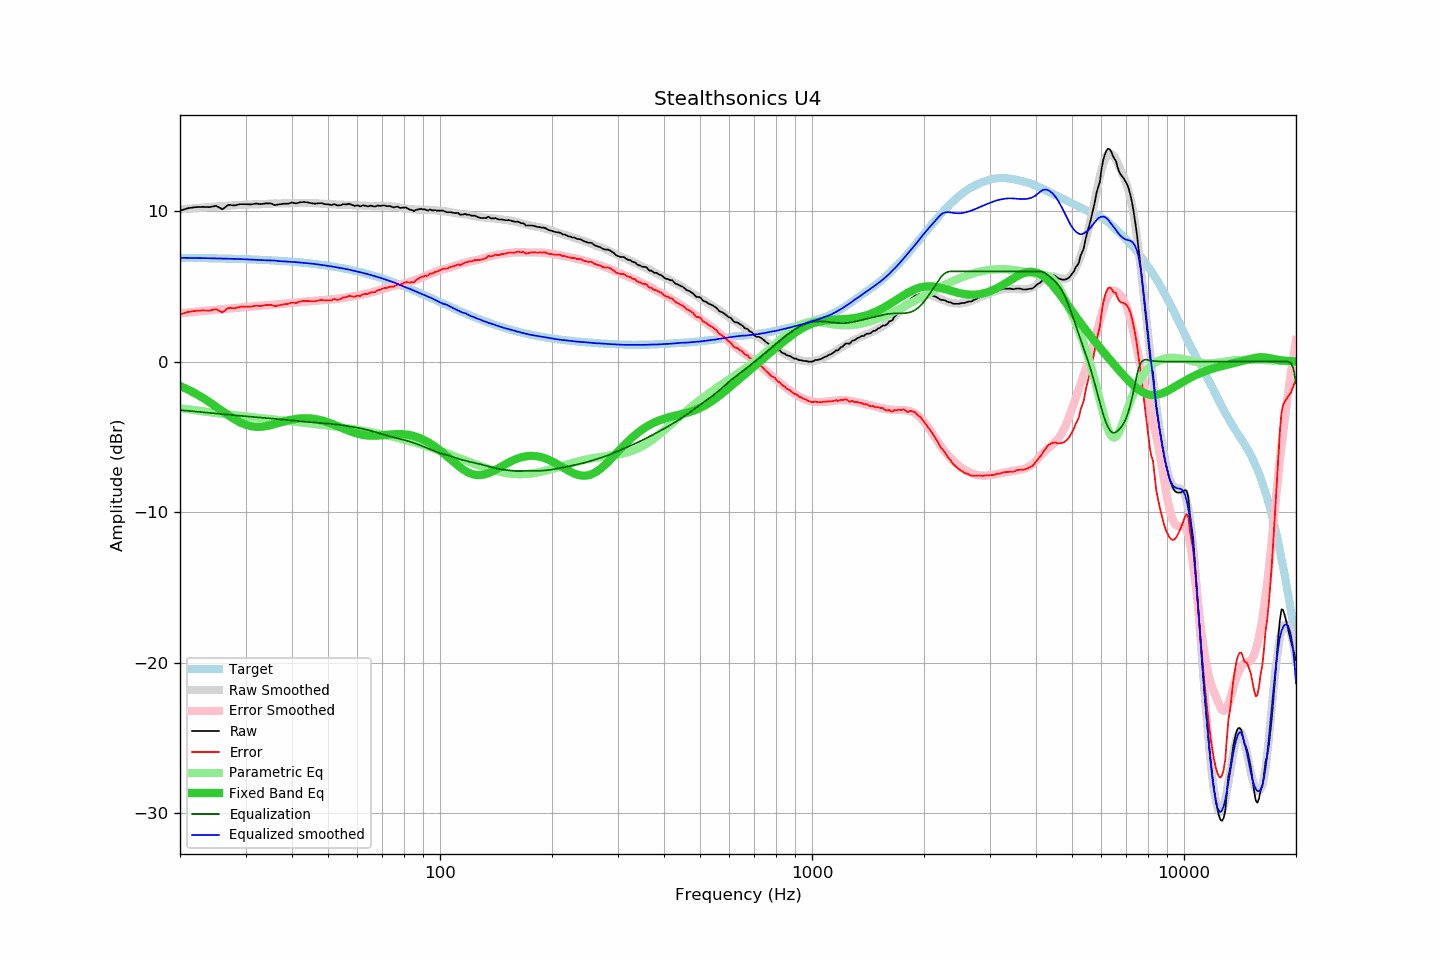 Stealthsonics U4
Amplitude (dBr)
10
0
−10
−20
−30
Target
Raw Smoothed
Error Smoothed
Raw
Error
Parametric Eq
Fixed Band Eq
Equalization
Equalized smoothed
100
1000
10000
Frequency (Hz)